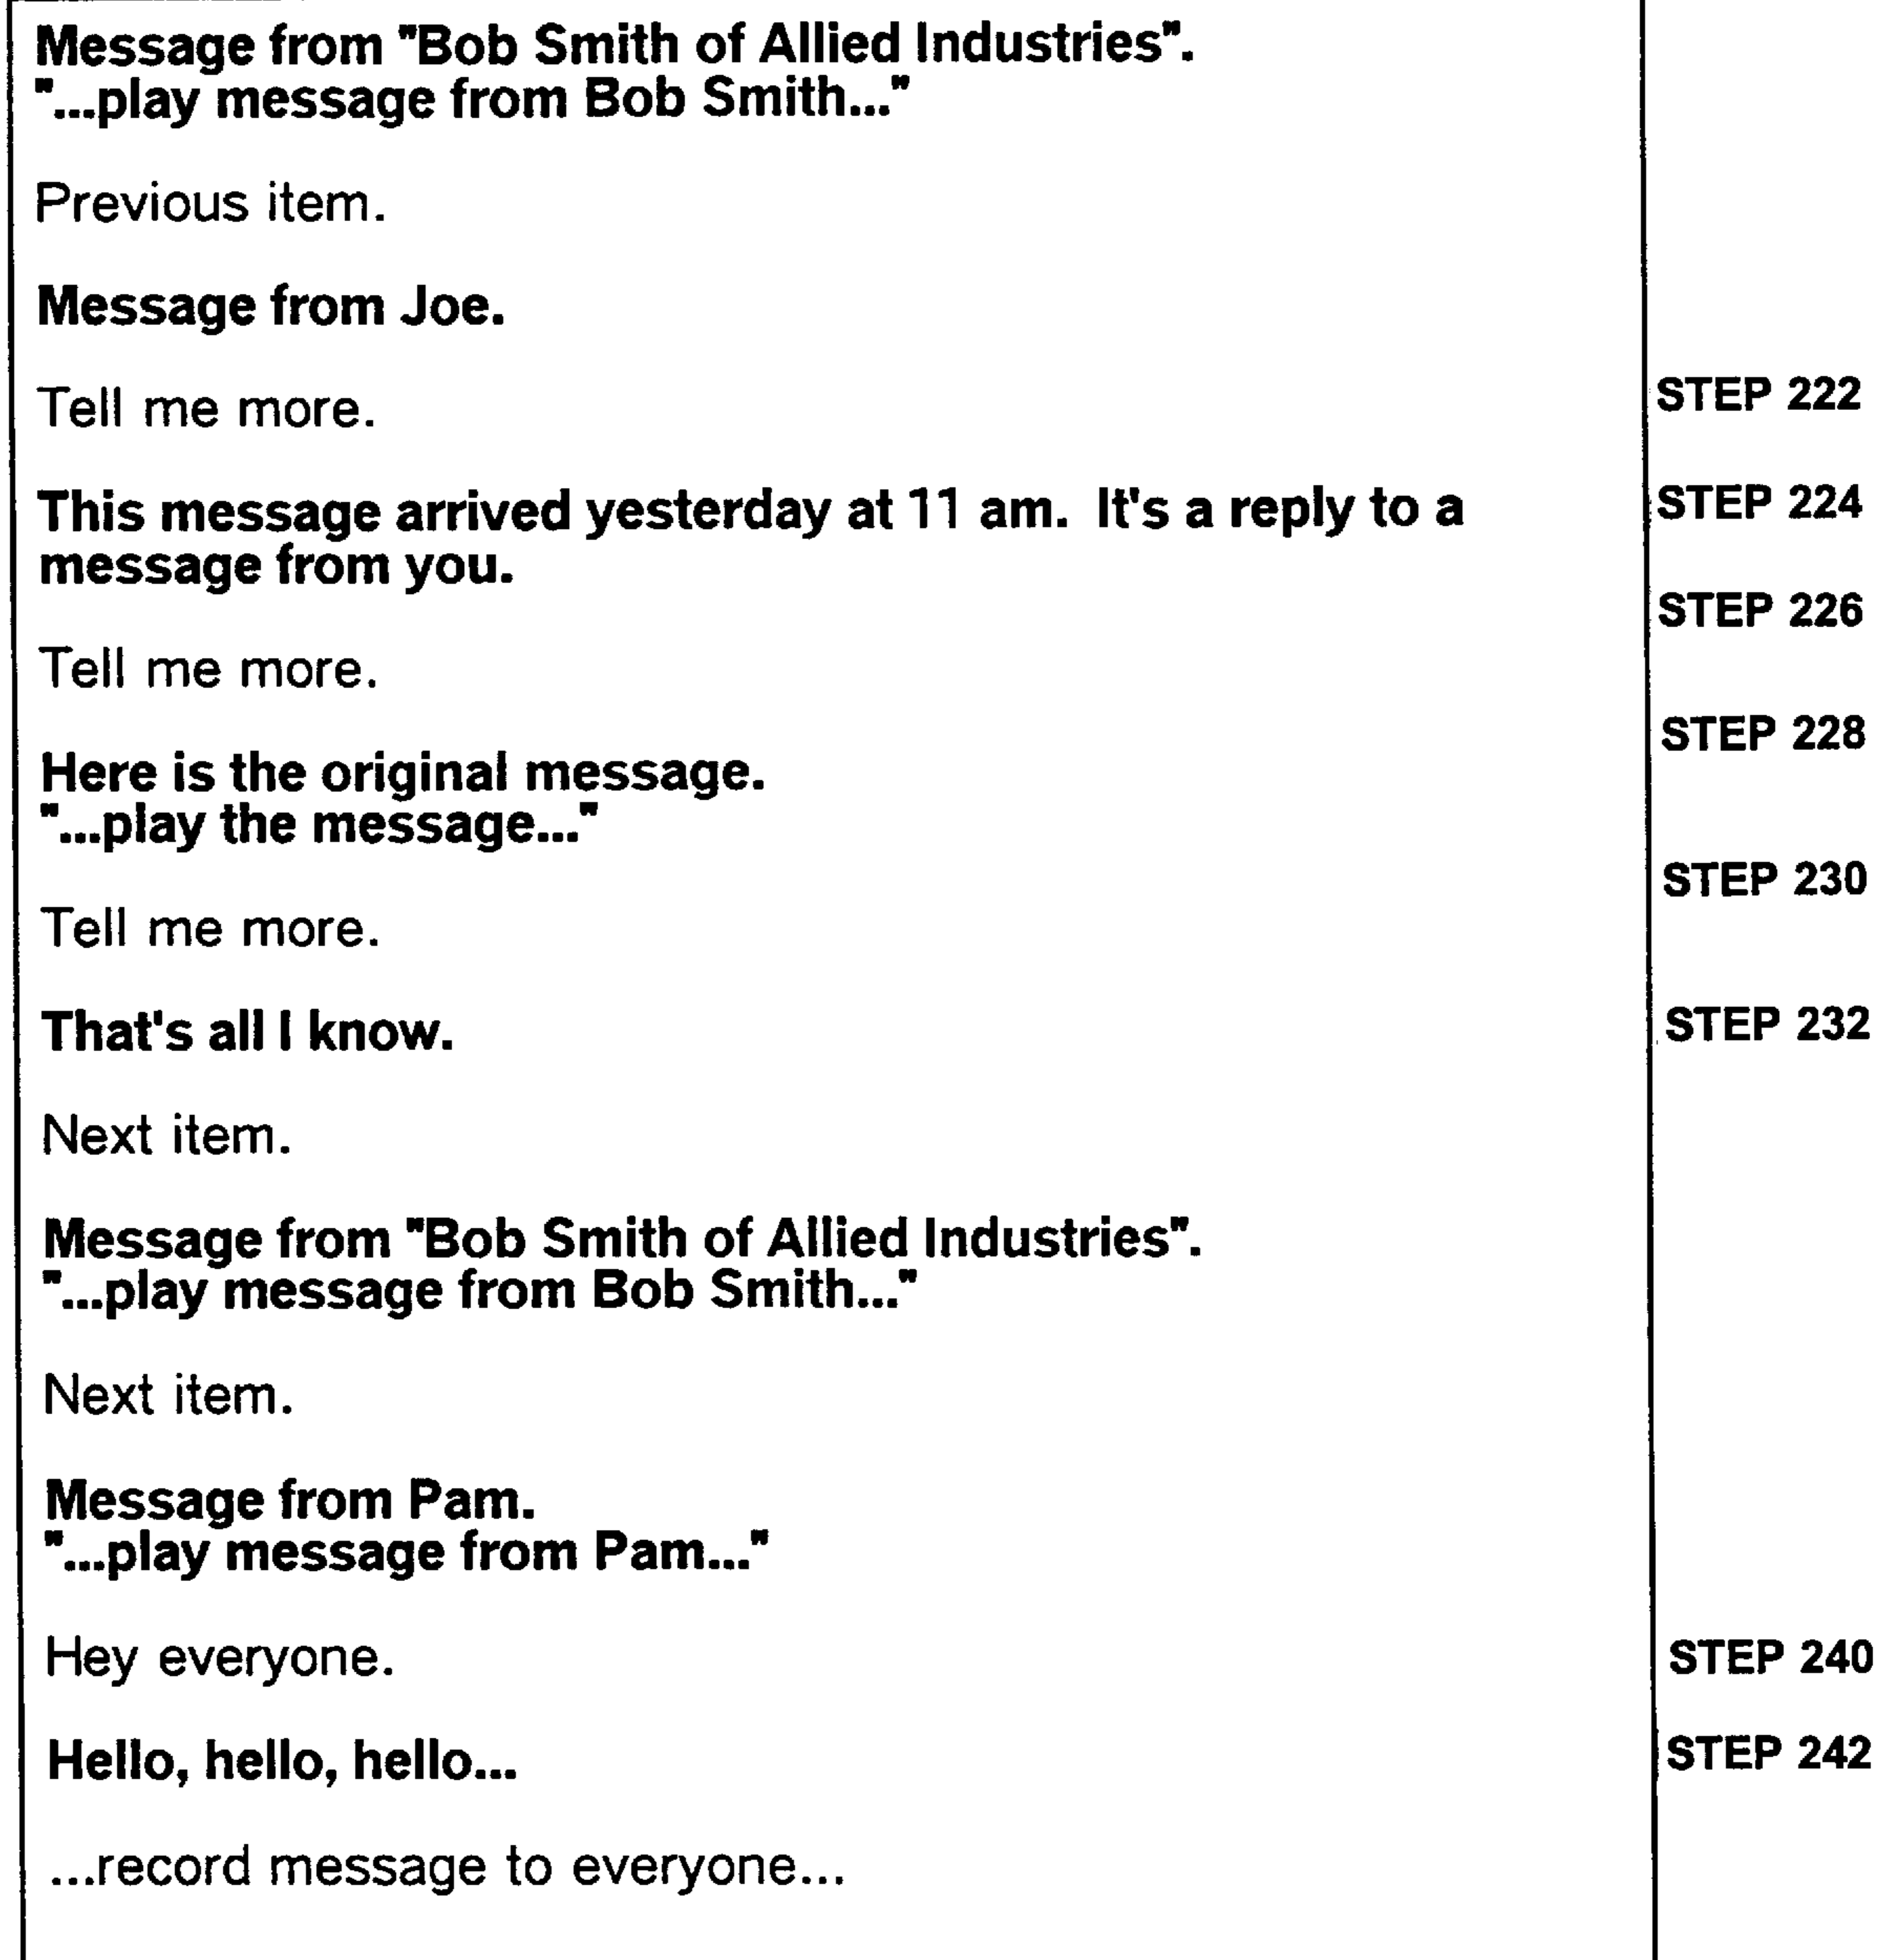 Message from "Bob Smith of Allied Industries".
"...play message from Bob Smith..."
Previous item.
Message from Joe.
Tell me more.
STEP 222
This message arrived yesterday at 11 am. It's a reply to a
STEP 224
message from you.
STEP 226
Tell me more.
STEP 228
Here is the original message.
"...play the message..."
STEP 230
Tell me more.
That's all I know.
STEP 232
Next item.
Message from "Bob Smith of Allied Industries".
"...play message from Bob Smith..."
Next item.
Message from Pam.
"...play message from Pam..."
Hey everyone.
STEP 240
Hello, hello, hello...
STEP 242
...record message to everyone...